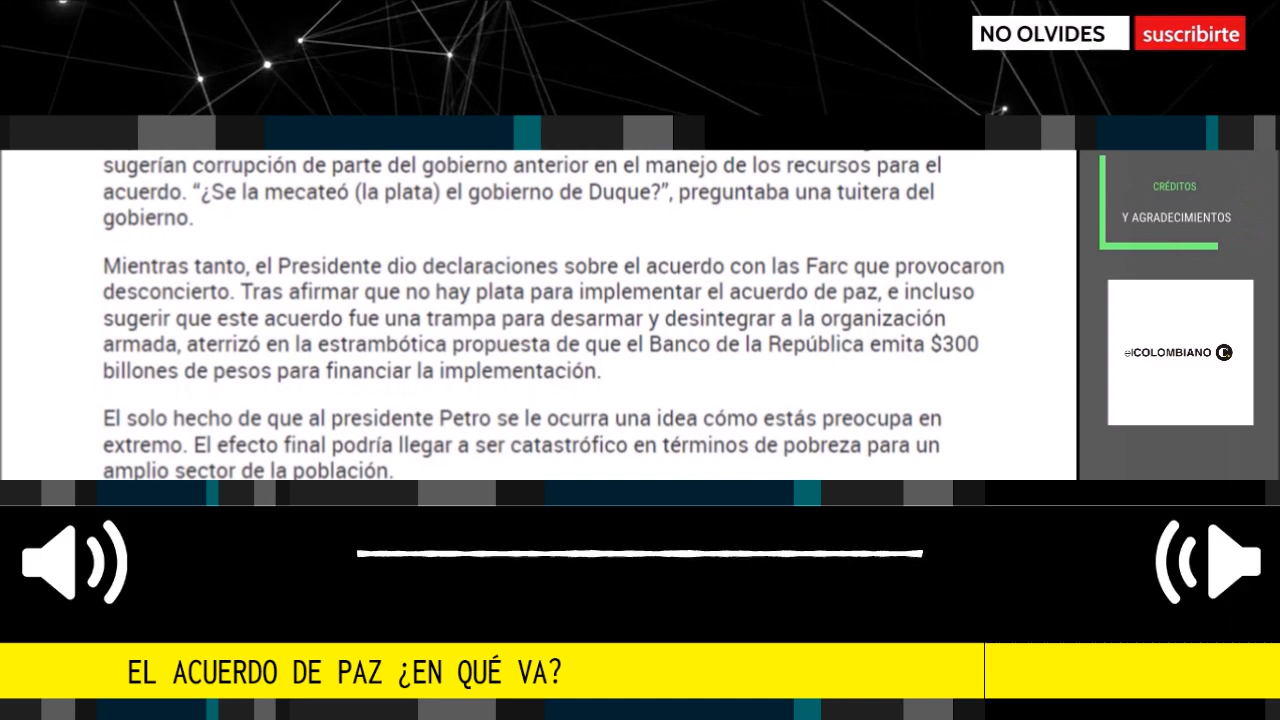 NO OLVIDES
suscribirte
sugerían corrupción de parte del gobierno anterior en el manejo de los recursos para el
acuerdo. “¿Se la mecateó (la plata) el gobierno de Duque?”, preguntaba una tuitera del
gobierno.
Mientras tanto, el Presidente dio declaraciones sobre el acuerdo con las Farc que provocaron
desconcierto. Tras afirmar que no hay plata para implementar el acuerdo de paz, e incluso
sugerir que este acuerdo fue una trampa para desarmar y desintegrar a la organización
armada, aterrizó en la estrambótica propuesta de que el Banco de la República emita $300
billones de pesos para financiar la implementación.
El solo hecho de que al presidente Petro se le ocurra una idea cómo estás preocupa en
extremo. El efecto final podría llegar a ser catastrófico en términos de pobreza para un
amplio sector de la población.
CRÉDITOS
Y AGRADECIMIENTOS
elCOLOMBIANO C
EL ACUERDO DE PAZ ¿EN QUÉ VA?